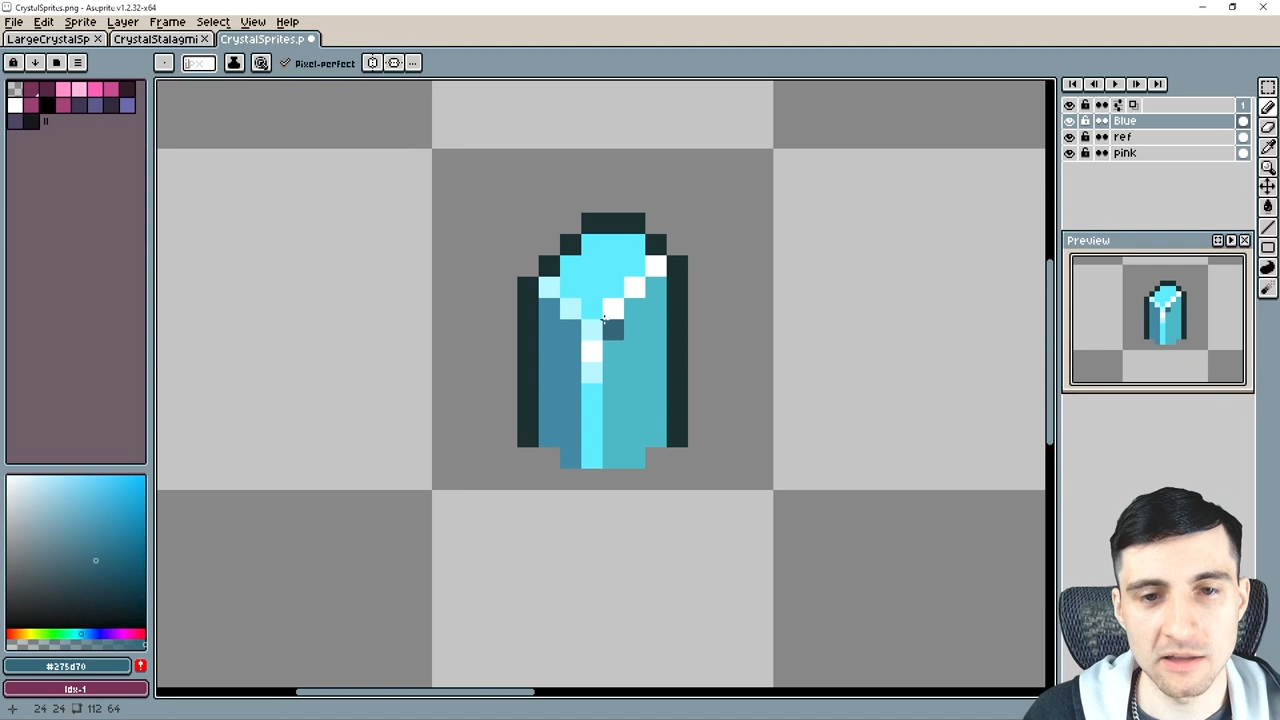 CrystalSprites.png - Aseprite v1.2.32-x64
File Edit Sprite Layer Frame Select View Help
LargeCrystalSp CrystalStalagmi CrystalSprites.p
Pixel-perfect
1
Blue
ref
pink
Preview
#275d70
Idx-1
24 24 112 64